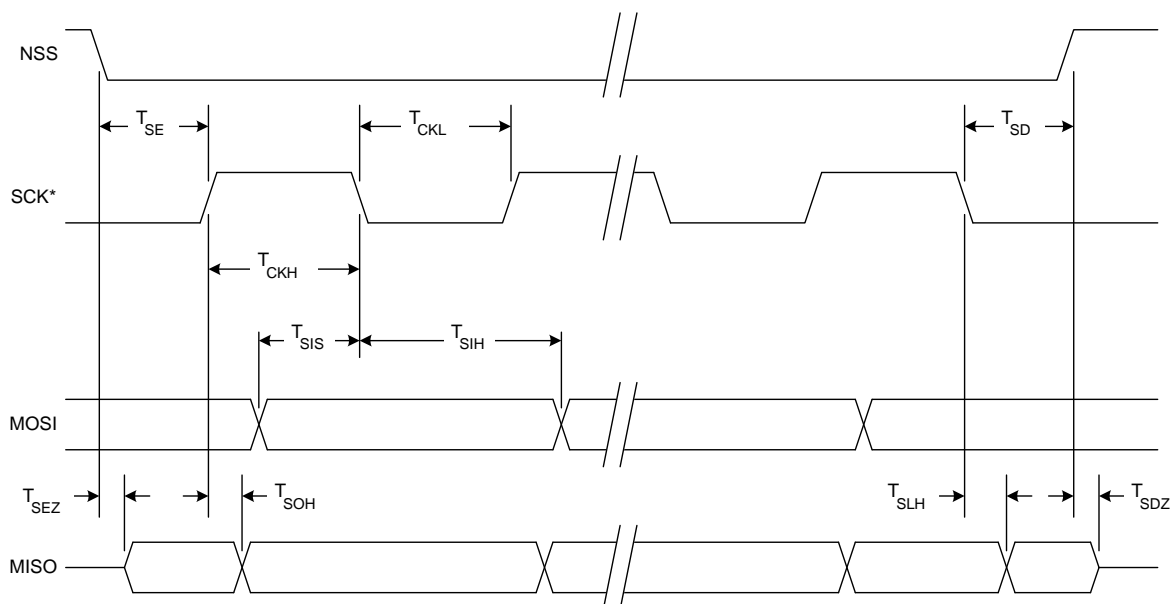 NSS
T_SE
T_CKL
T_SD
SCK*
T_CKH
T_SIS
T_SIH
MOSI
T_SEZ
T_SOH
T_SLH
T_SDZ
MISO